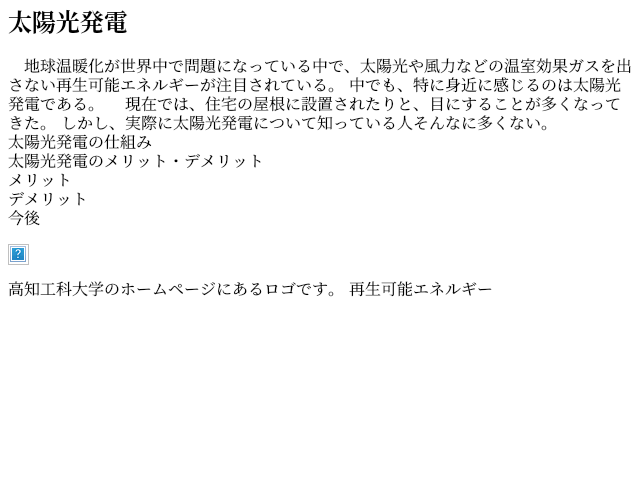 太陽光発電
　地球温暖化が世界中で問題になっている中で、太陽光や風力などの温室効果ガスを出
さない再生可能エネルギーが注目されている。 中でも、特に身近に感じるのは太陽光
発電である。　 現在では、住宅の屋根に設置されたりと、目にすることが多くなって
きた。 しかし、実際に太陽光発電について知っている人そんなに多くない。
太陽光発電の仕組み
太陽光発電のメリット・デメリット
メリット
デメリット
今後
?
高知工科大学のホームページにあるロゴです。 再生可能エネルギー